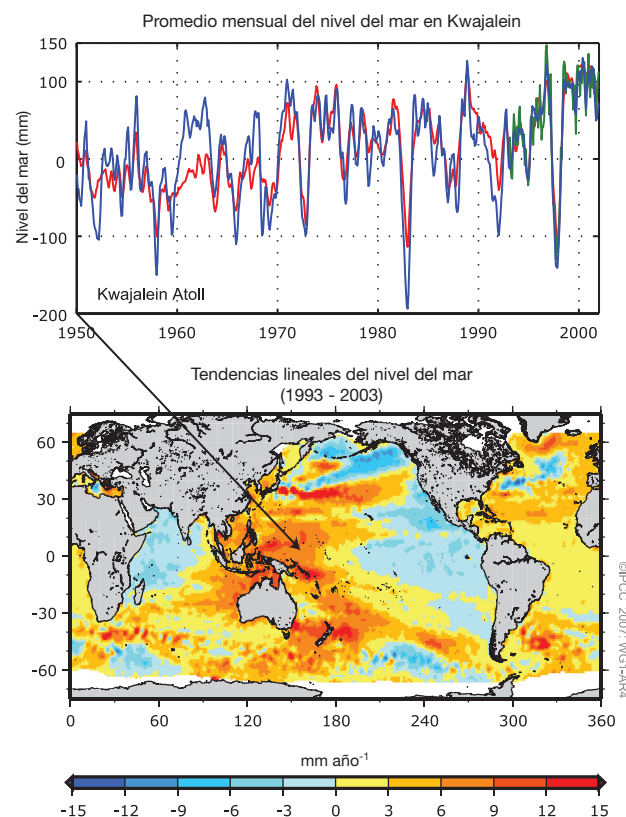 Promedio mensual del nivel del mar en Kwajalein
Nivel del mar (mm)
150
100
0
-100
-200
Kwajalein Atoll
1950 1960 1970 1980 1990 2000
Tendencias lineales del nivel del mar
(1993 - 2003)
60
30
0
-30
-60
0 60 120 180 240 300 360
©IPCC 2007: WG1-AR4
mm año-1
-15 -12 -9 -6 -3 0 3 6 9 12 15